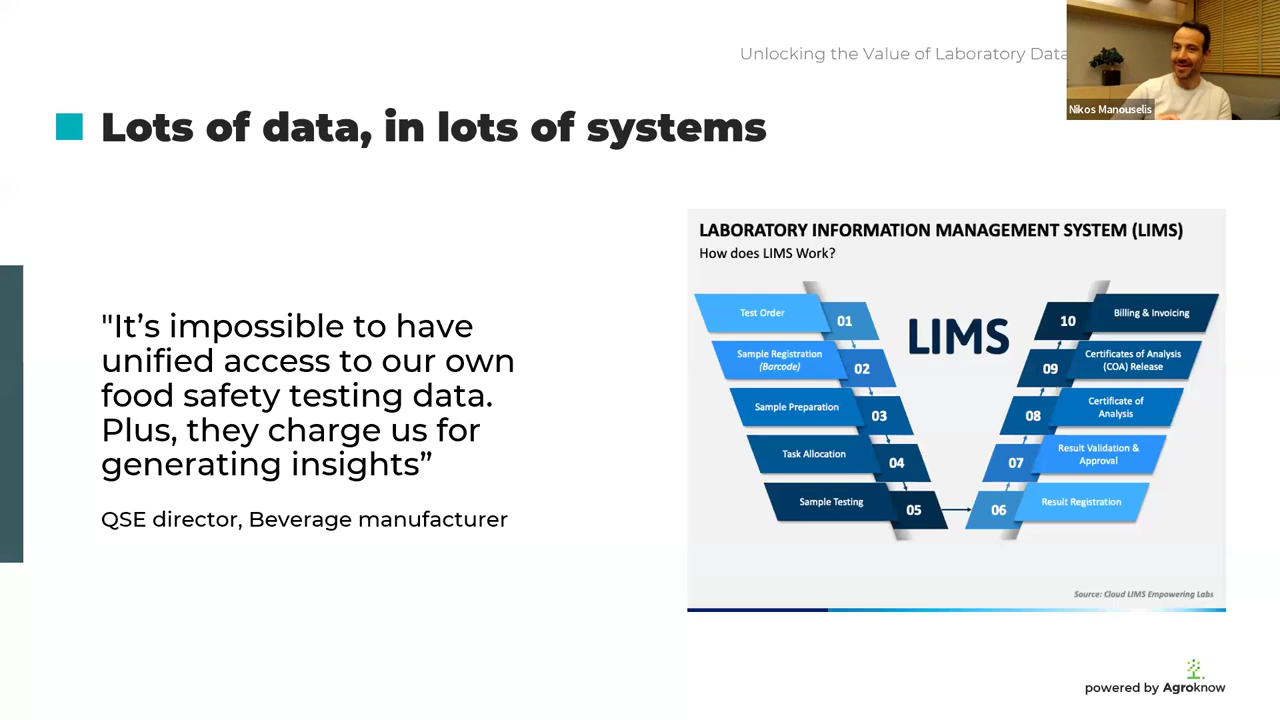 Unlocking the Value of Laboratory Data
Nikos Manouselis
Lots of data, in lots of systems
"It’s impossible to have
unified access to our own
food safety testing data.
Plus, they charge us for
generating insights”
QSE director, Beverage manufacturer
LABORATORY INFORMATION MANAGEMENT SYSTEM (LIMS)
How does LIMS Work?
LIMS
Test Order
01
Sample Registration
(Barcode)
02
Sample Preparation
03
Task Allocation
04
Sample Testing
05
06
Result Registration
07
Result Validation &
Approval
08
Certificate of
Analysis
09
Certificates of Analysis
(COA) Release
10
Billing & Invoicing
Source: Cloud LIMS Empowering Labs
powered by Agroknow